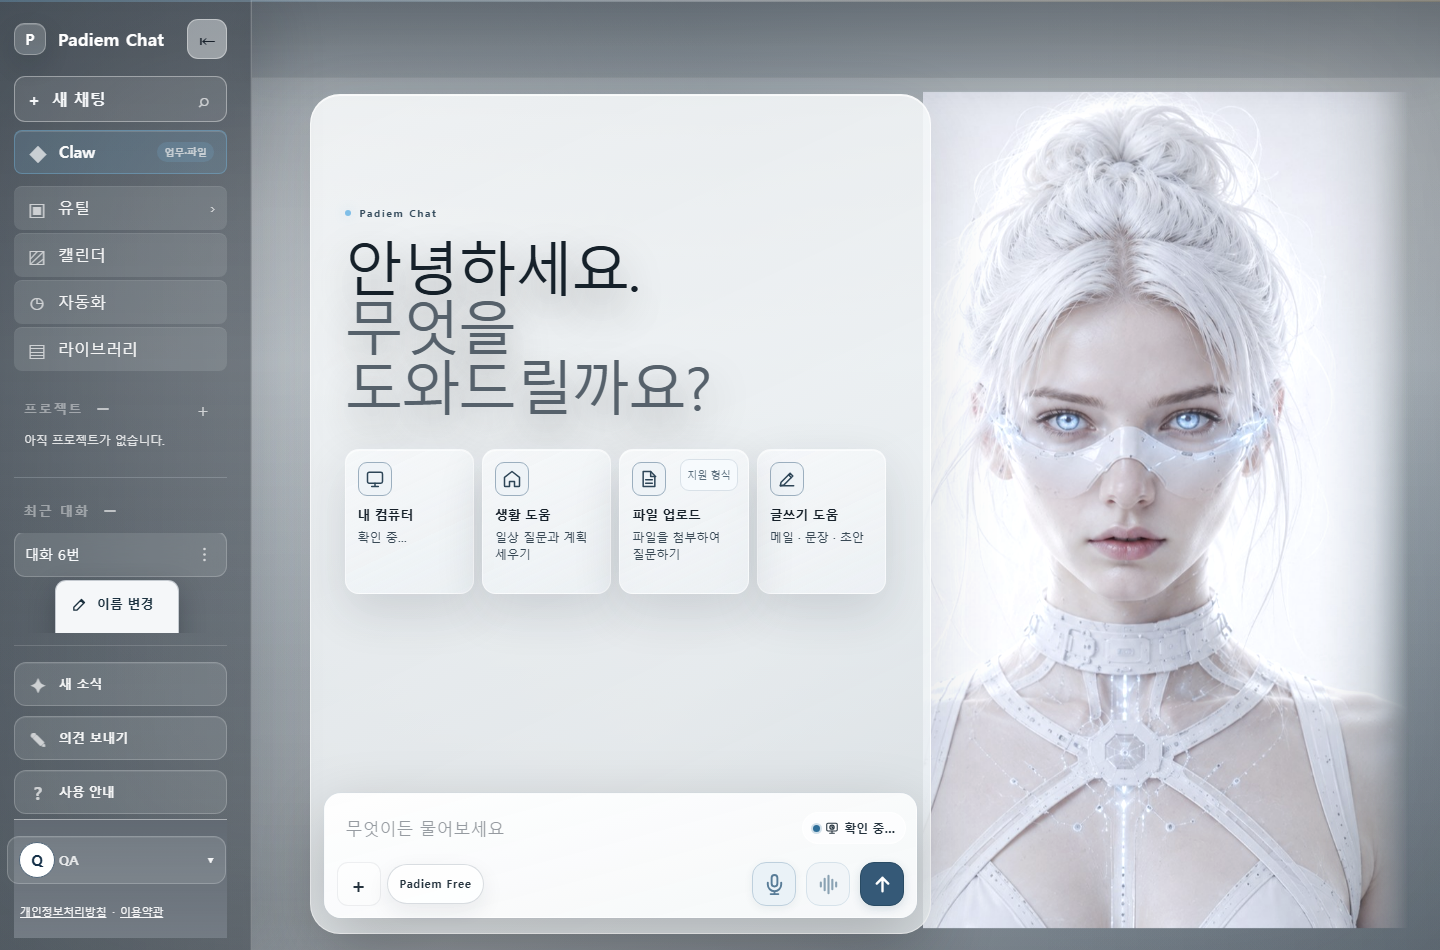 P Padiem Chat
+ 새 채팅
Claw 업무·파일
유틸
캘린더
자동화
라이브러리
프로젝트
아직 프로젝트가 없습니다.
최근 대화
대화 6번
이름 변경
새 소식
의견 보내기
? 사용 안내
Q QA
개인정보처리방침 · 이용약관
Padiem Chat
안녕하세요.
무엇을
도와드릴까요?
내 컴퓨터
확인 중...
생활 도움
일상 질문과 계획
세우기
지원 형식
파일 업로드
파일을 첨부하여
질문하기
글쓰기 도움
메일 · 문장 · 초안
무엇이든 물어보세요
확인 중...
+ Padiem Free